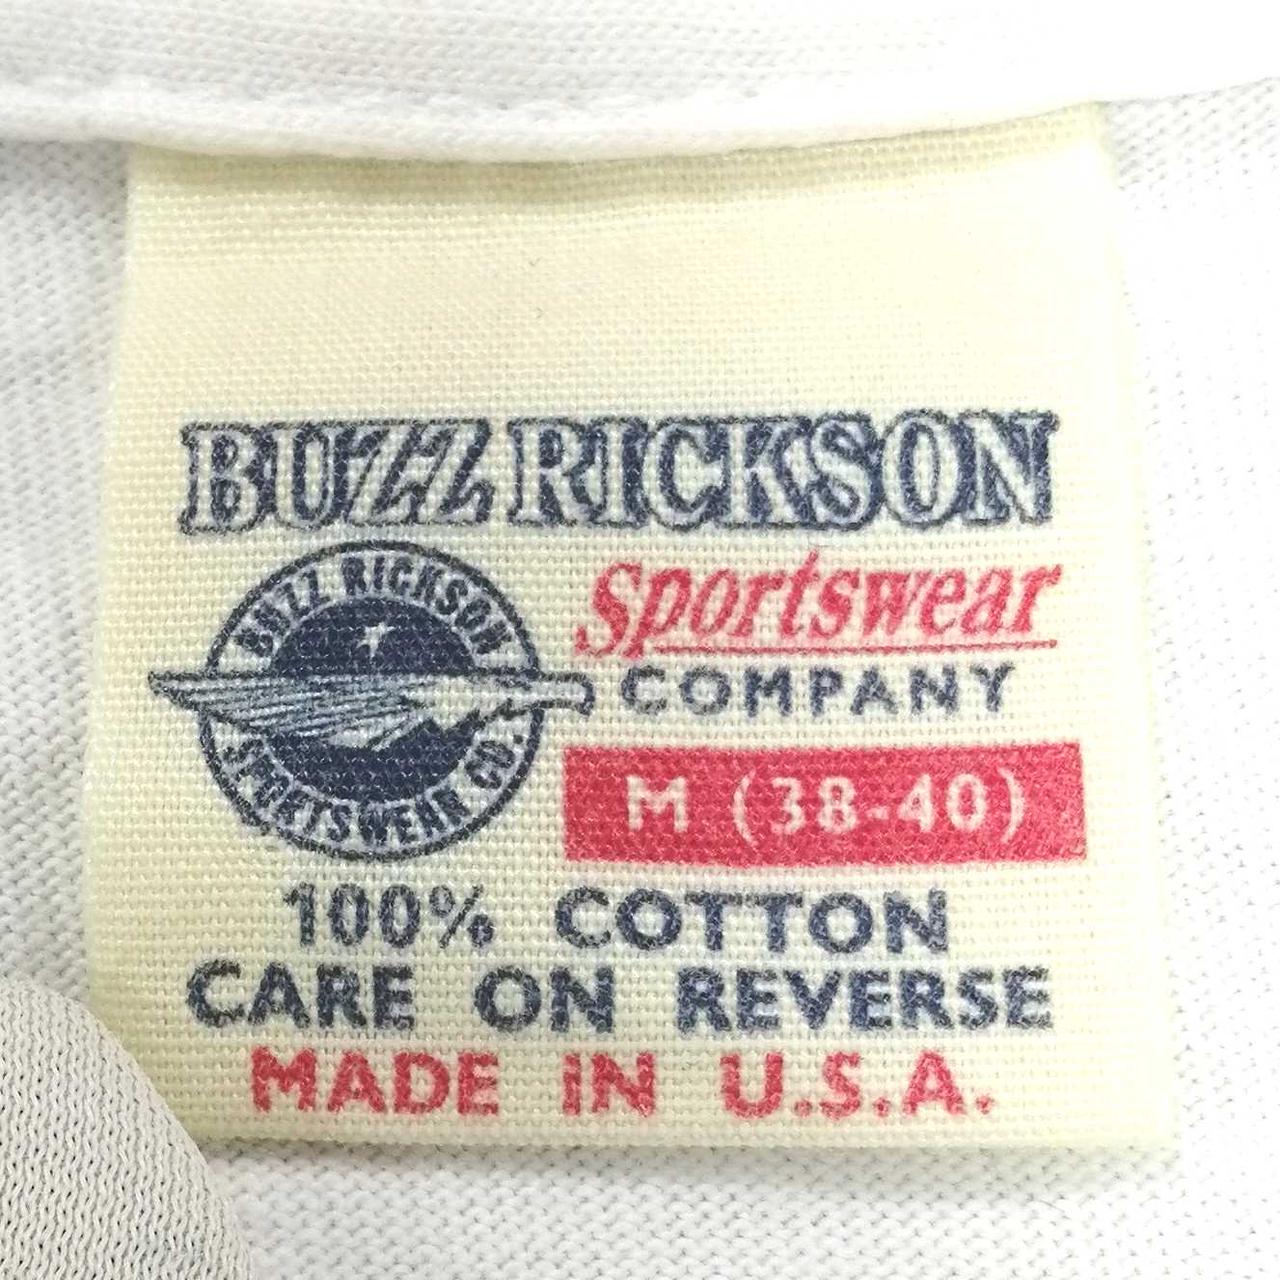 BUZZ RICKSON
BUZZ RICKSON
SPORTSWEAR CO.
Sportswear
COMPANY
M (38-40)
100% COTTON
CARE ON REVERSE
MADE IN U.S.A.